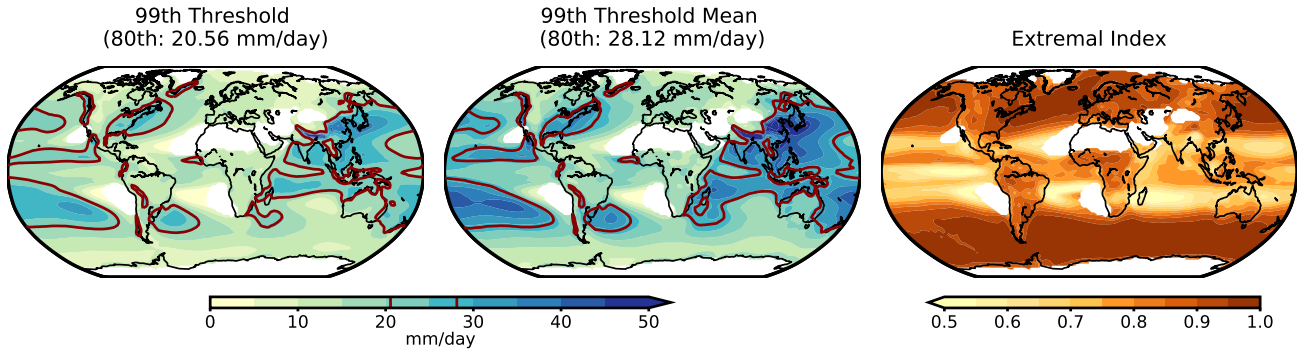 99th Threshold
(80th: 20.56 mm/day)
99th Threshold Mean
(80th: 28.12 mm/day)
Extremal Index
0 10 20 30 40 50
mm/day
0.5 0.6 0.7 0.8 0.9 1.0